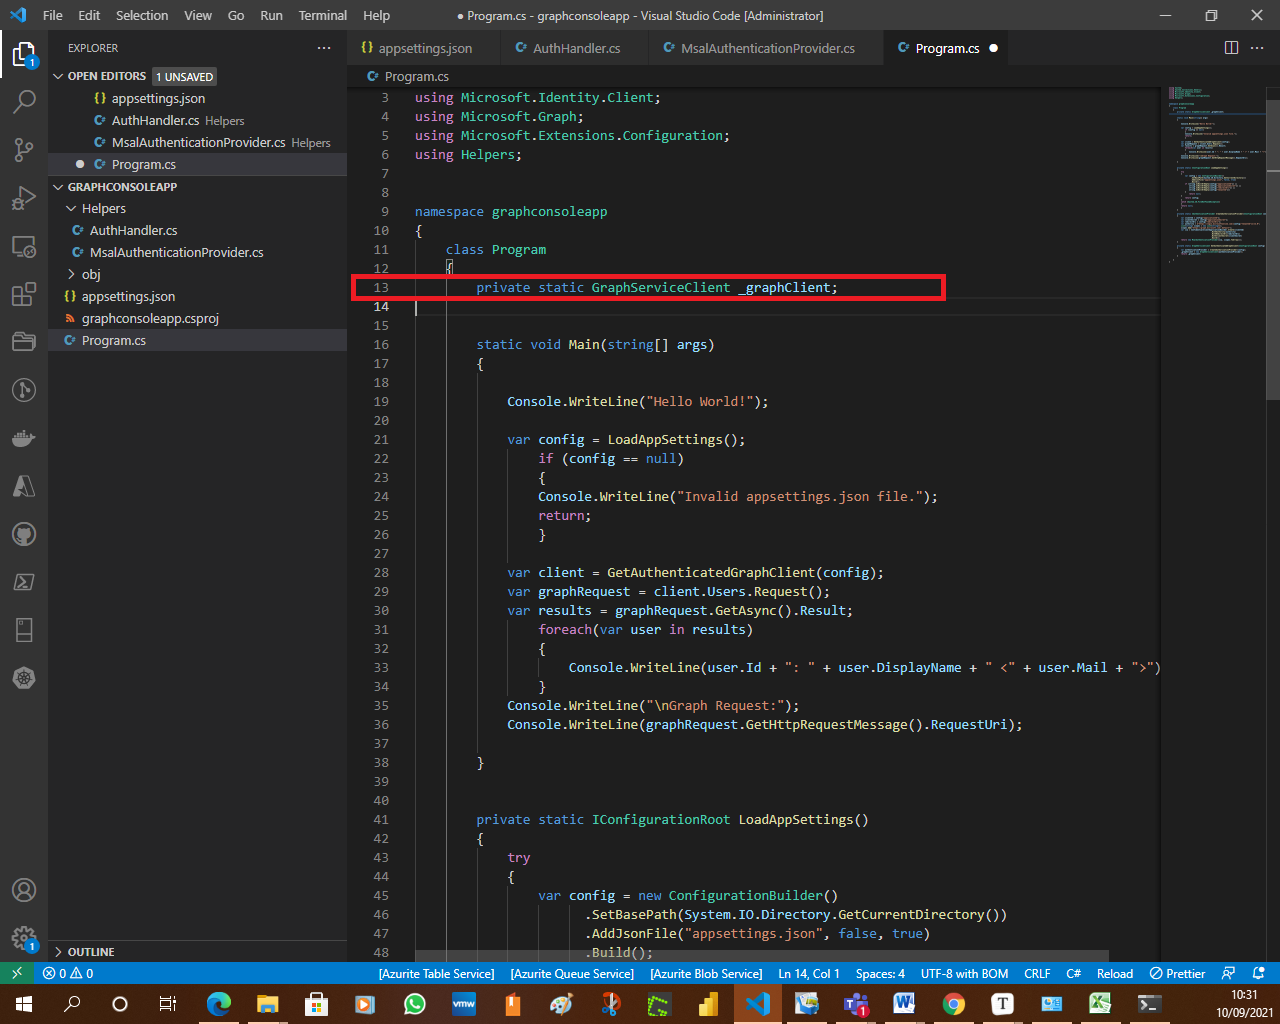 File Edit Selection View Go Run Terminal Help
● Program.cs - graphconsoleapp - Visual Studio Code [Administrator]
EXPLORER
OPEN EDITORS 1 UNSAVED
{} appsettings.json
C# AuthHandler.cs Helpers
C# MsalAuthenticationProvider.cs Helpers
● C# Program.cs
GRAPHCONSOLEAPP
Helpers
C# AuthHandler.cs
C# MsalAuthenticationProvider.cs
obj
{} appsettings.json
graphconsoleapp.csproj
C# Program.cs
OUTLINE
1
1
{} appsettings.json C# AuthHandler.cs C# MsalAuthenticationProvider.cs C# Program.cs ●
C# Program.cs
3 using Microsoft.Identity.Client;
4 using Microsoft.Graph;
5 using Microsoft.Extensions.Configuration;
6 using Helpers;
7
8
9 namespace graphconsoleapp
10 {
11 class Program
12 {
13 private static GraphServiceClient _graphClient;
14
15
16 static void Main(string[] args)
17 {
18
19 Console.WriteLine("Hello World!");
20
21 var config = LoadAppSettings();
22 if (config == null)
23 {
24 Console.WriteLine("Invalid appsettings.json file.");
25 return;
26 }
27
28 var client = GetAuthenticatedGraphClient(config);
29 var graphRequest = client.Users.Request();
30 var results = graphRequest.GetAsync().Result;
31 foreach(var user in results)
32 {
33 Console.WriteLine(user.Id + ": " + user.DisplayName + " <" + user.Mail + ">")
34 }
35 Console.WriteLine("\nGraph Request:");
36 Console.WriteLine(graphRequest.GetHttpRequestMessage().RequestUri);
37
38 }
39
40
41 private static IConfigurationRoot LoadAppSettings()
42 {
43 try
44 {
45 var config = new ConfigurationBuilder()
46 .SetBasePath(System.IO.Directory.GetCurrentDirectory())
47 .AddJsonFile("appsettings.json", false, true)
48 .Build();
0 0 [Azurite Table Service] [Azurite Queue Service] [Azurite Blob Service] Ln 14, Col 1 Spaces: 4 UTF-8 with BOM CRLF C# Reload Prettier
vmw T 1
10:31
10/09/2021